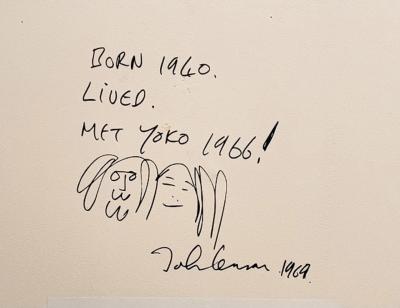 BORN 1940.
LIVED.
MET YOKO 1966!
John Lennon 1969.